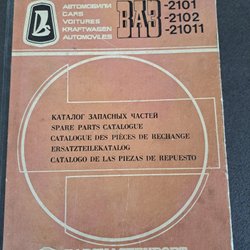 АВТОМОБИЛИ
CARS
VOITURES
KRAFTWAGEN
AUTOMOVILES
ВАЗ
-2101
-2102
-21011
КАТАЛОГ ЗАПАСНЫХ ЧАСТЕЙ
SPARE PARTS CATALOGUE
CATALOGUE DES PIÈCES DE RECHANGE
ERSATZTEILEKATALOG
CATALOGO DE LAS PIEZAS DE REPUESTO